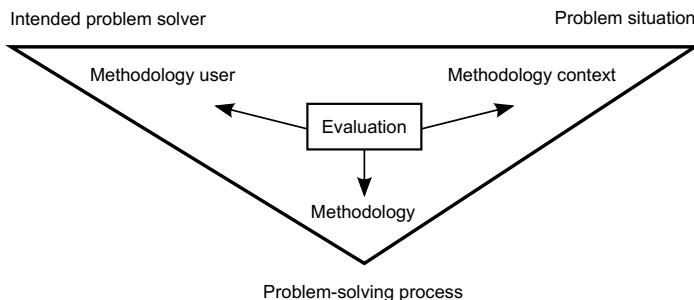 Intended problem solver
Problem situation
Methodology user
Methodology context
Evaluation
Methodology
Problem-solving process